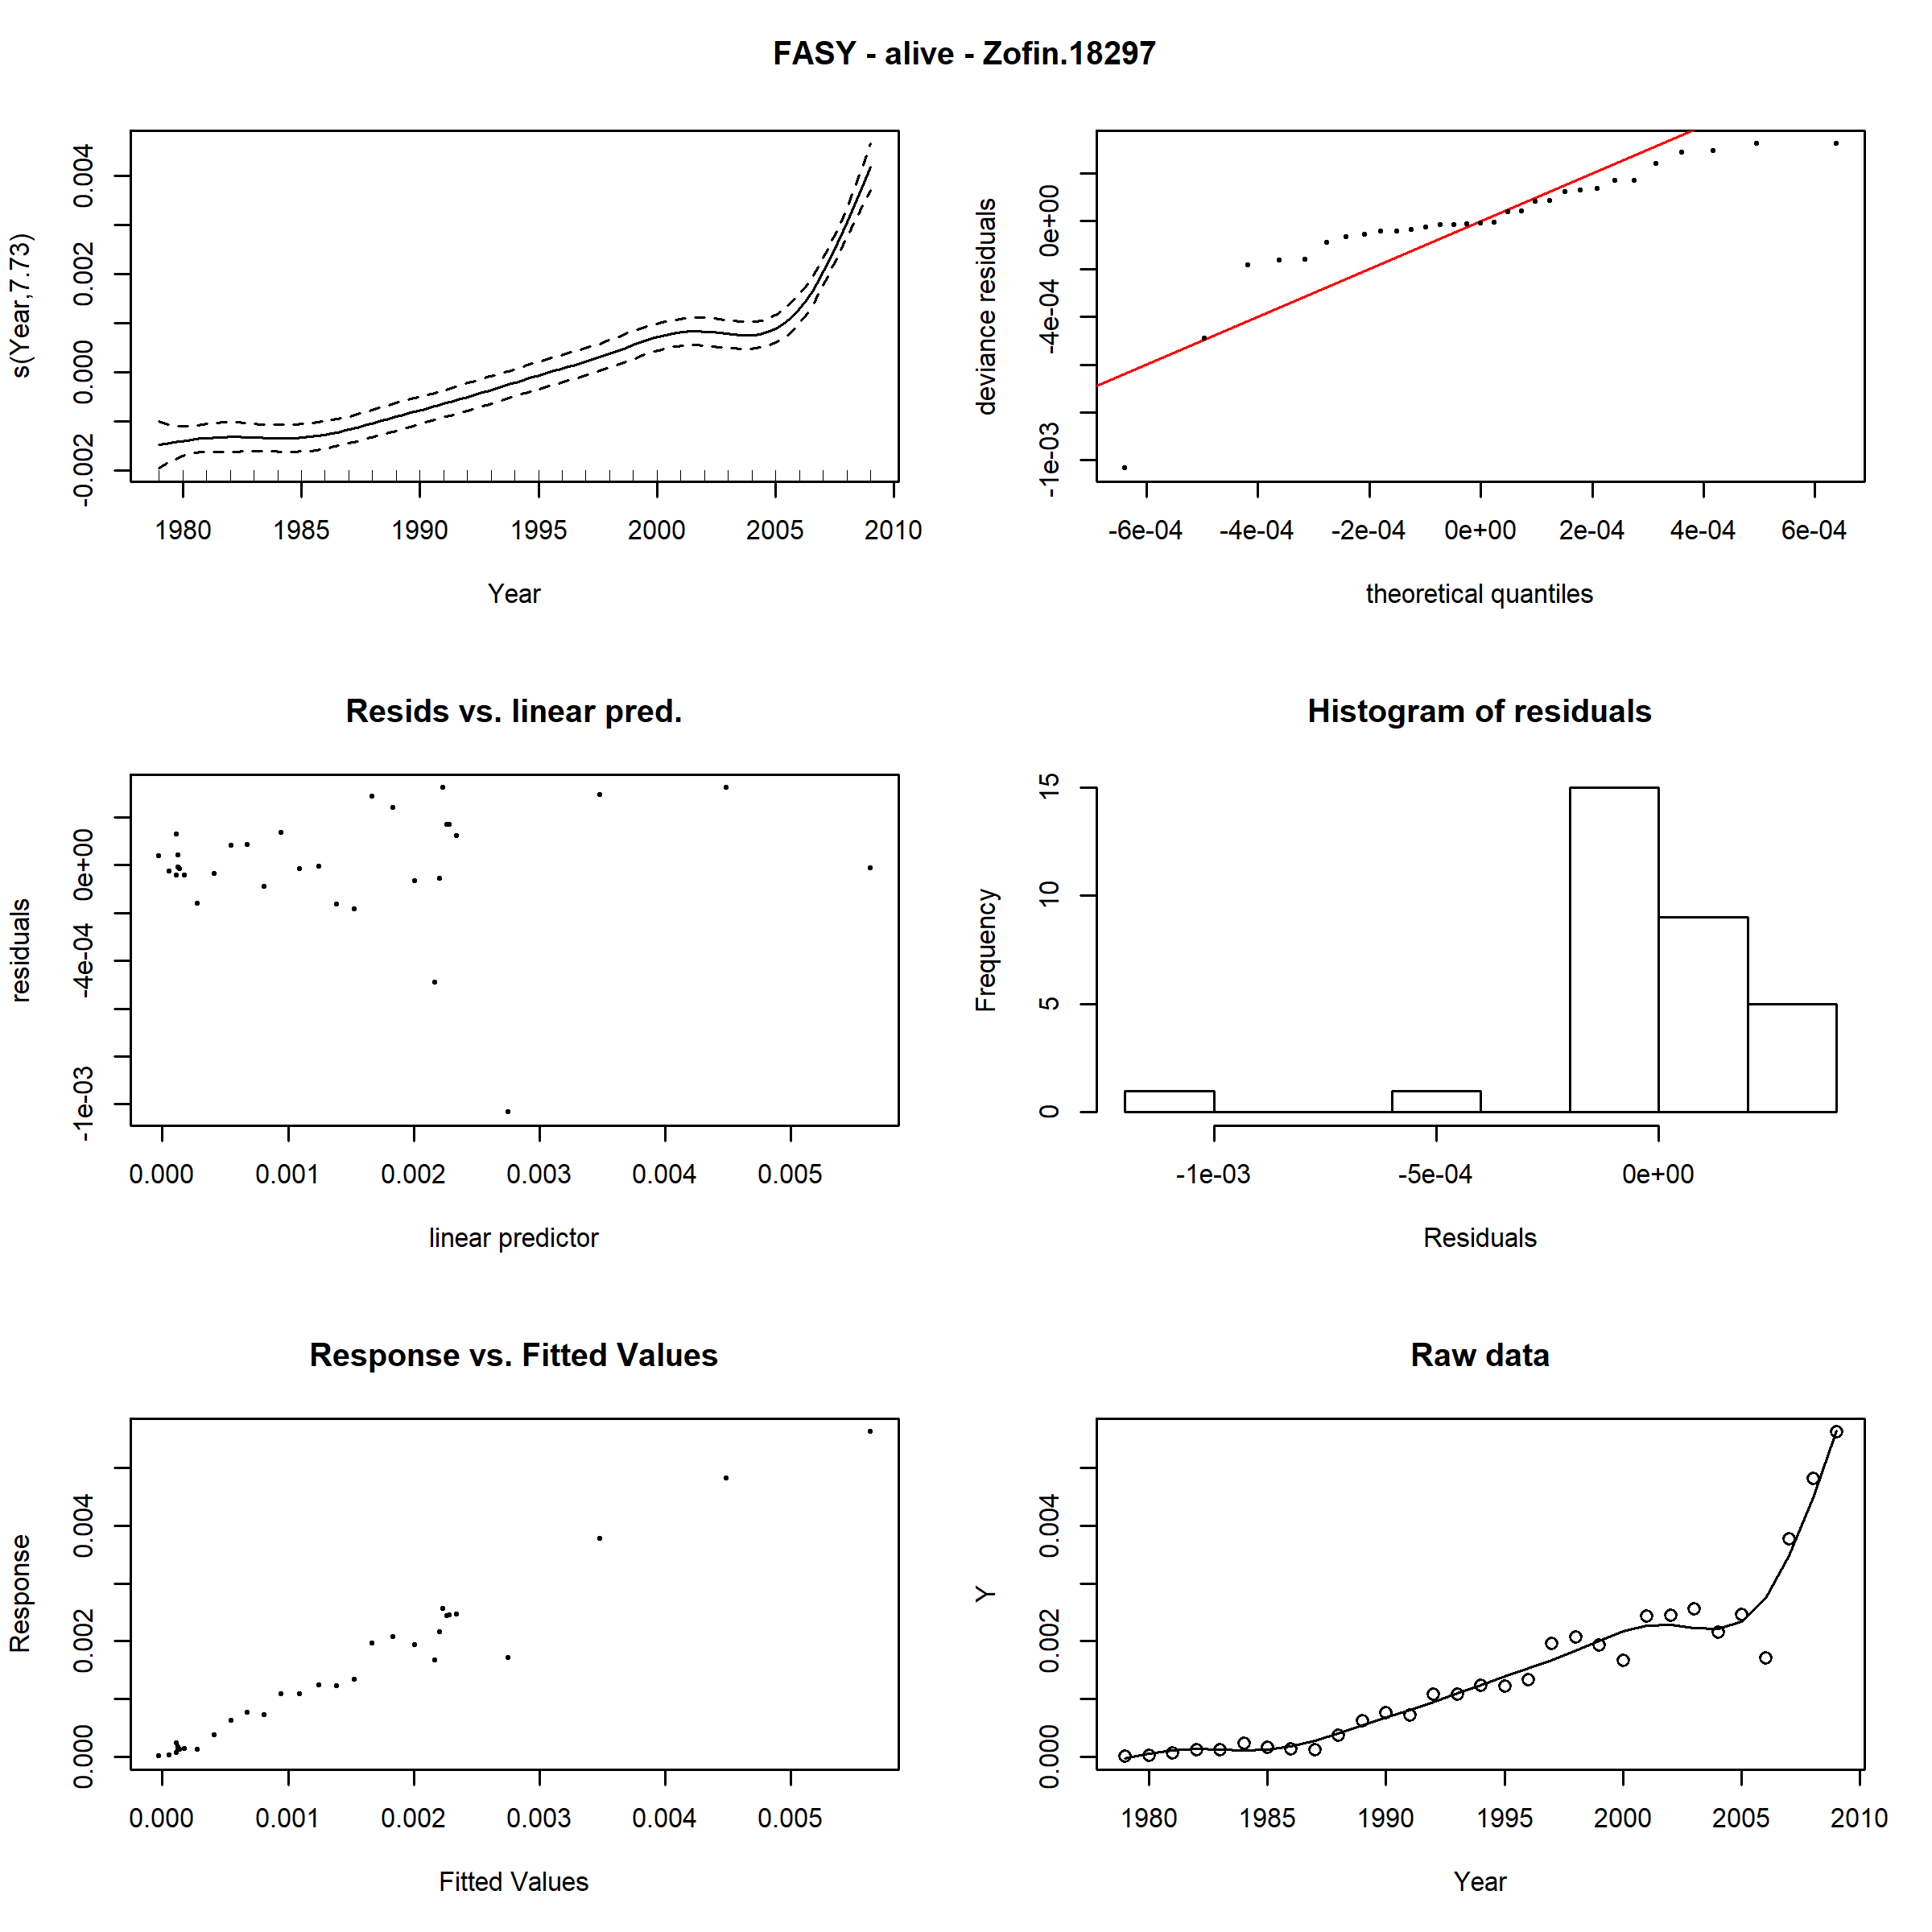 FASY - alive - Zofin.18297
s(Year,7.73)
-0.002 0.000 0.002 0.004
1980 1985 1990 1995 2000 2005 2010
Year
deviance residuals
-1e-03 -4e-04 0e+00
-6e-04 -4e-04 -2e-04 0e+00 2e-04 4e-04 6e-04
theoretical quantiles
Resids vs. linear pred.
residuals
-1e-03 -4e-04 0e+00
0.000 0.001 0.002 0.003 0.004 0.005
linear predictor
Histogram of residuals
Frequency
0 5 10 15
-1e-03 -5e-04 0e+00
Residuals
Response vs. Fitted Values
Response
0.000 0.002 0.004
0.000 0.001 0.002 0.003 0.004 0.005
Fitted Values
Raw data
Y
0.000 0.002 0.004
1980 1985 1990 1995 2000 2005 2010
Year